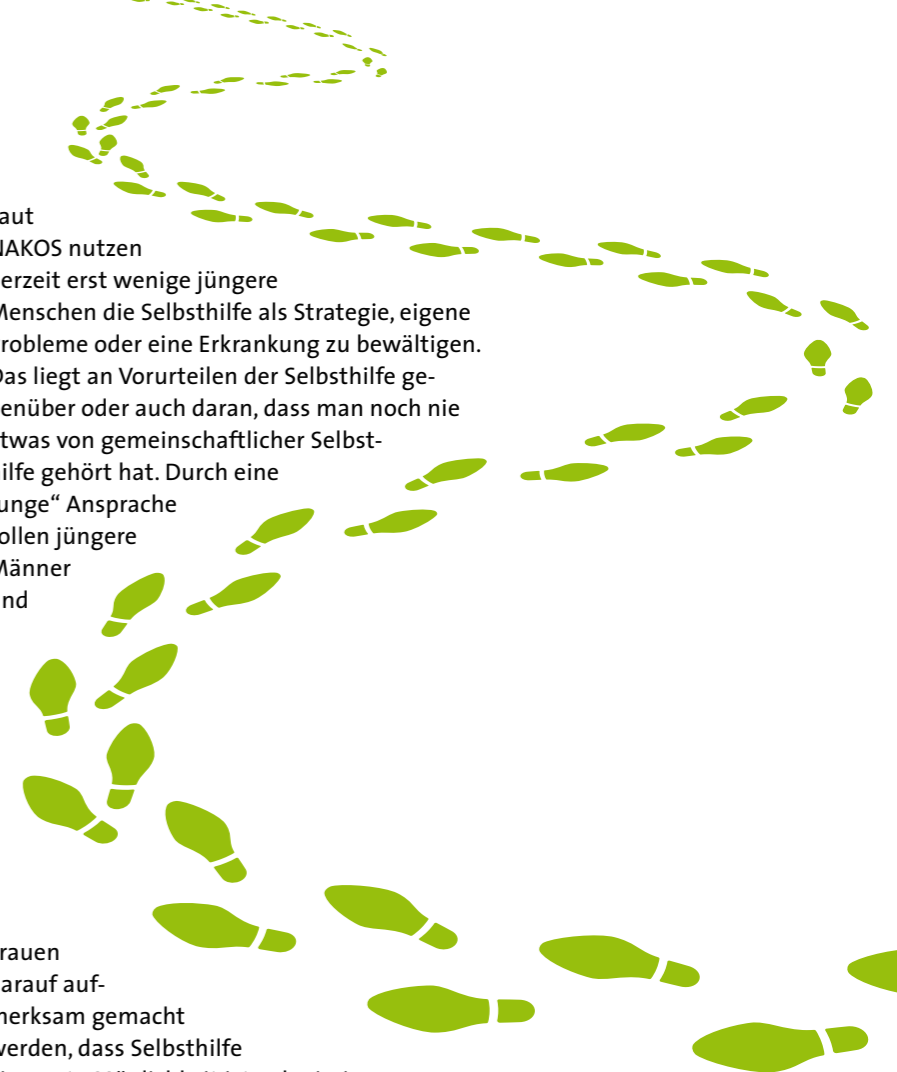 aut
NAKOS nutzen
erzeit erst wenige jüngere
Menschen die Selbsthilfe als Strategie, eigene
robleme oder eine Erkrankung zu bewältigen.
Das liegt an Vorurteilen der Selbsthilfe ge-
enüber oder auch daran, dass man noch nie
twas von gemeinschaftlicher Selbst-
ilfe gehört hat. Durch eine
unge“ Ansprache
ollen jüngere
Männer
nd
rauen
arauf auf-
merksam gemacht
werden, dass Selbsthilfe